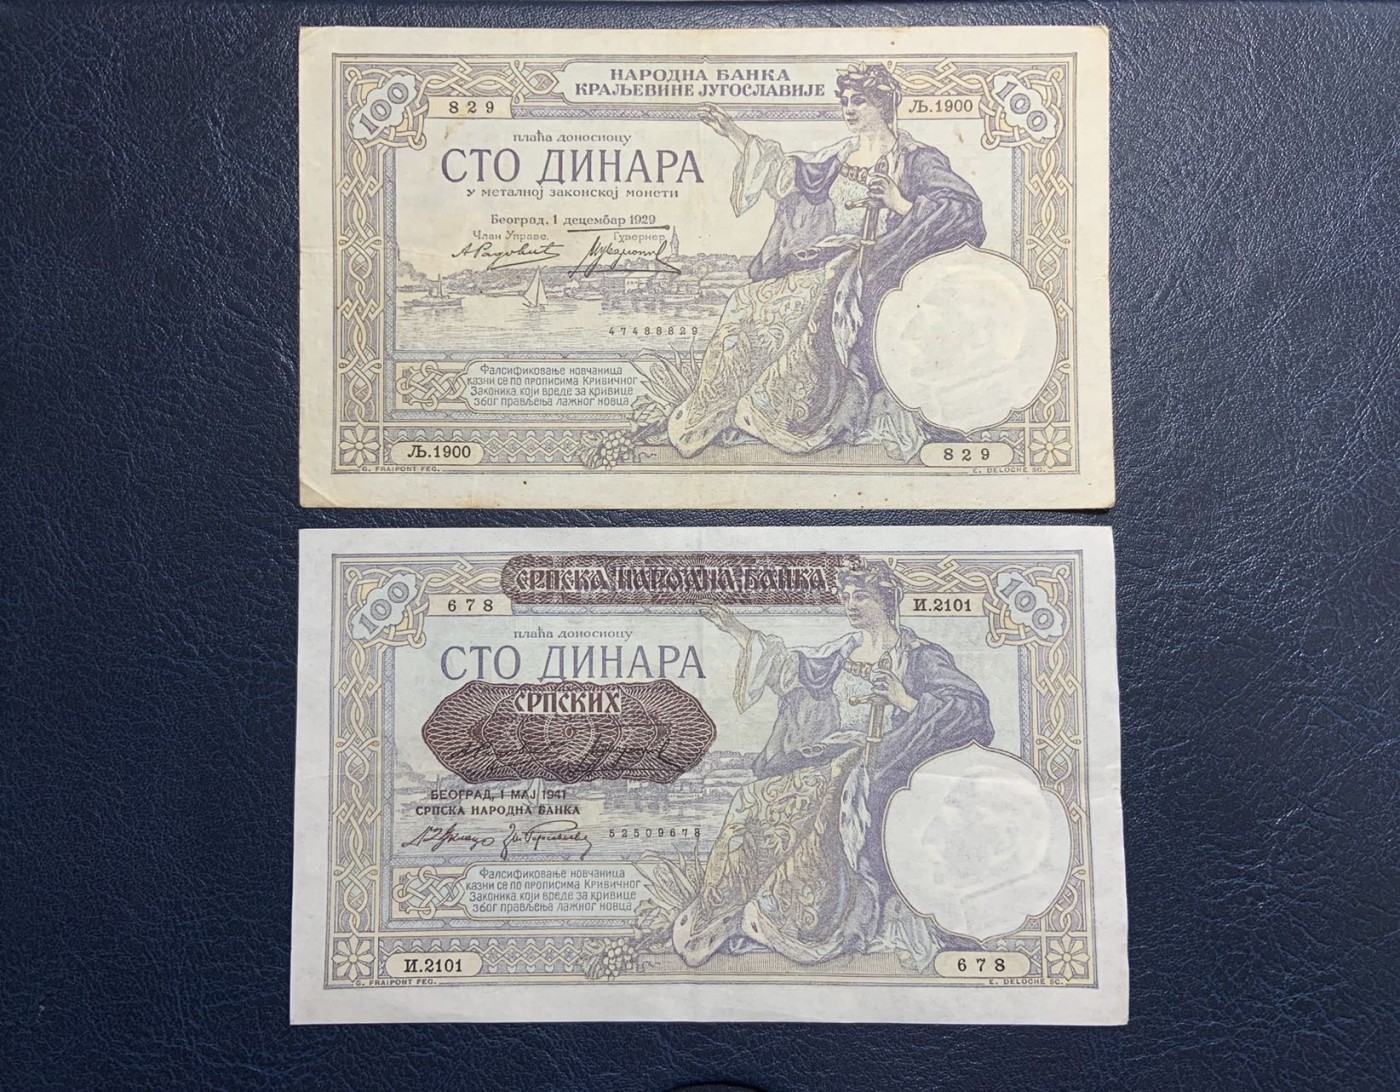 НАРОДНА БАНКА
КРАЉЕВИНЕ ЈУГОСЛАВИЈЕ
100
829
Љ.1900
100
плаћа доносиоцу
СТО ДИНАРА
у металној законској монети
Београд, 1 децембар 1929
Члан Управе, Гувернер
А Радовић
47488829
Фалсификовање новчаница
казни се по прописима Кривичног
Законика, који вреде за кривице
због прављења лажног новца
Љ.1900
829
G. FRAIPONT FEC.
E. DELOCHE SC.
СРПСКА НАРОДНА БАНКА
100
678
И.2101
100
плаћа доносиоцу
СТО ДИНАРА
СРПСКИХ
БЕОГРАД, 1 МАЈ 1941
СРПСКА НАРОДНА БАНКА
52509678
Фалсификовање новчаница
казни се по прописима Кривичног
Законика, који вреде за кривице
због прављења лажног новца
И.2101
678
G. FRAIPONT FEC.
E. DELOCHE SC.